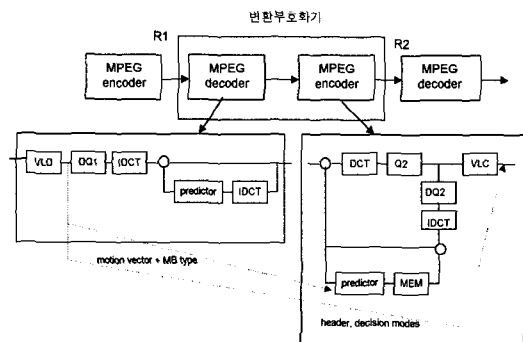 변환부호화기
R1
R2
MPEG encoder
MPEG decoder
MPEG encoder
MPEG decoder
VLD
DQ1
IDCT
predictor
IDCT
motion vector + MB type
DCT
Q2
VLC
DQ2
IDCT
predictor
MEM
header, decision modes